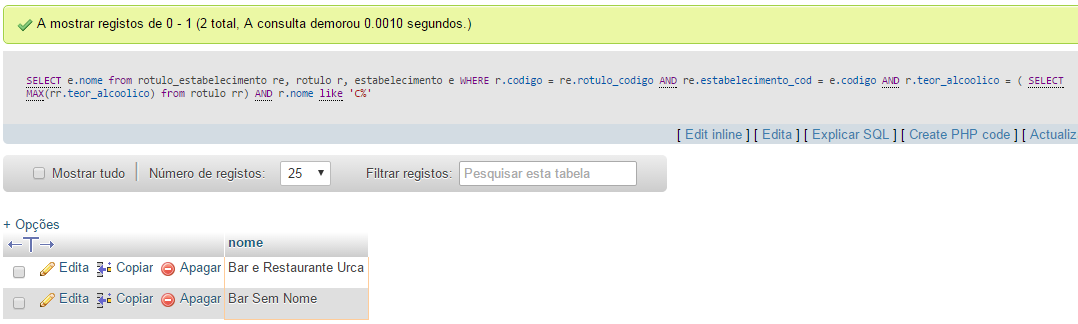 A mostrar registos de 0 - 1 (2 total, A consulta demorou 0.0010 segundos.)
SELECT e.nome from rotulo_estabelecimento re, rotulo r, estabelecimento e WHERE r.codigo = re.rotulo_codigo AND re.estabelecimento_cod = e.codigo AND r.teor_alcoolico = ( SELECT
MAX(rr.teor_alcoolico) from rotulo rr) AND r.nome like 'C%'
[ Edit inline ] [ Edita ] [ Explicar SQL ] [ Create PHP code ] [ Actualiz
Mostrar tudo Número de registos: 25 Filtrar registos: Pesquisar esta tabela
+ Opções
←T→ nome
Edita Copiar Apagar Bar e Restaurante Urca
Edita Copiar Apagar Bar Sem Nome